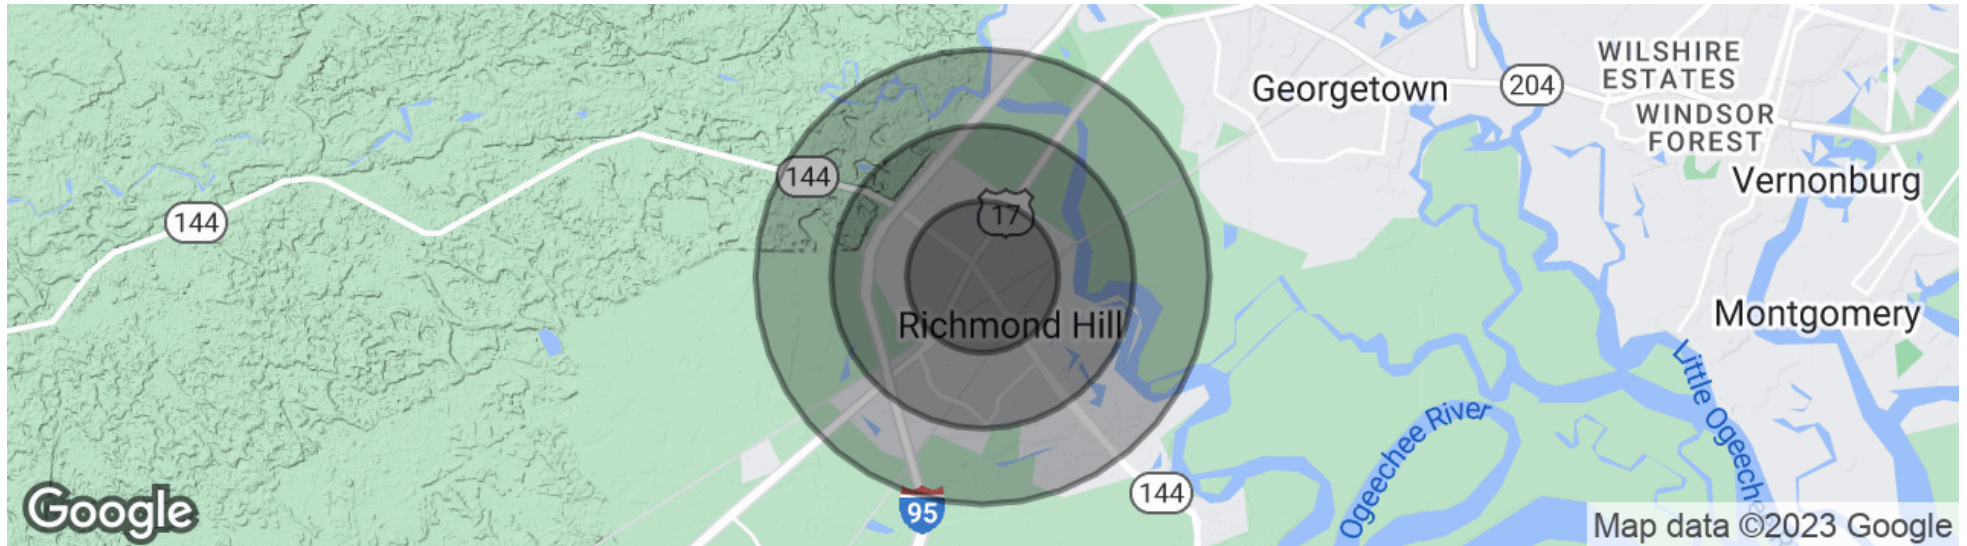 WILSHIRE
ESTATES
Georgetown
204
WINDSOR
FOREST
144
Vernonburg
17
144
Montgomery
Richmond Hill
Little Ogeeche
Ogeechee River
144
95
Google
Map data ©2023 Google